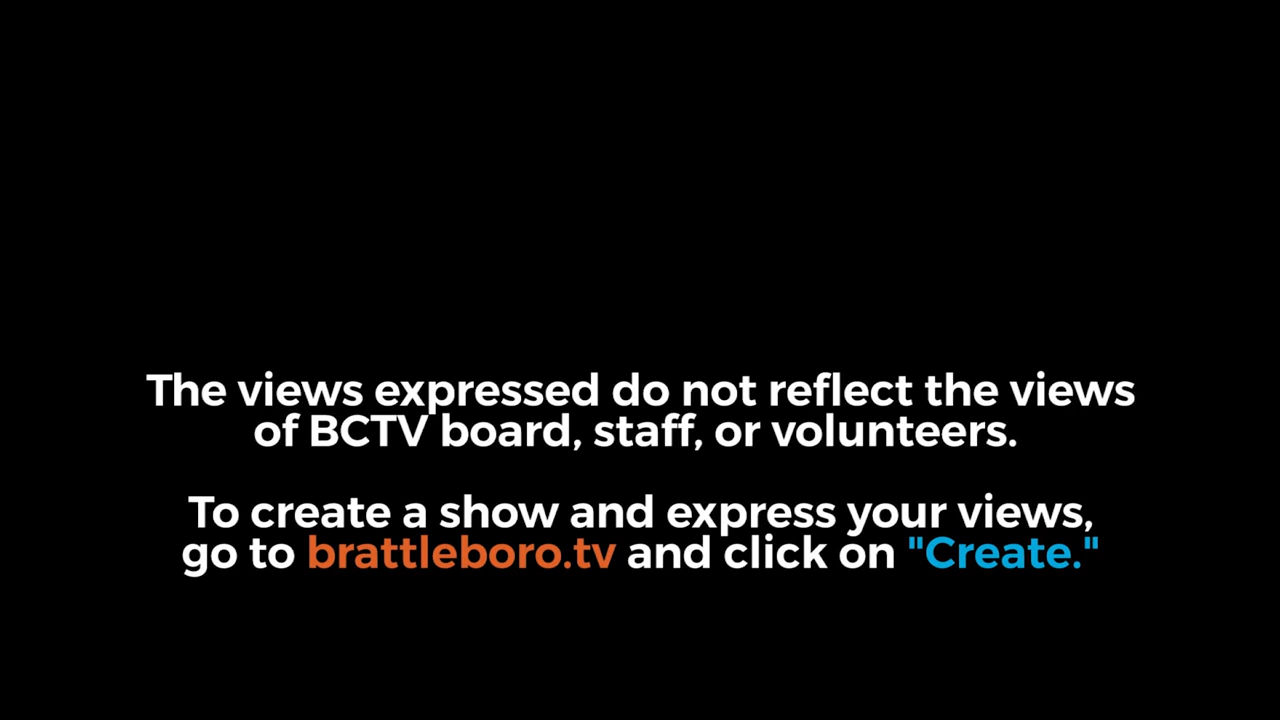 The views expressed do not reflect the views
of BCTV board, staff, or volunteers.
To create a show and express your views,
go to brattleboro.tv and click on "Create."